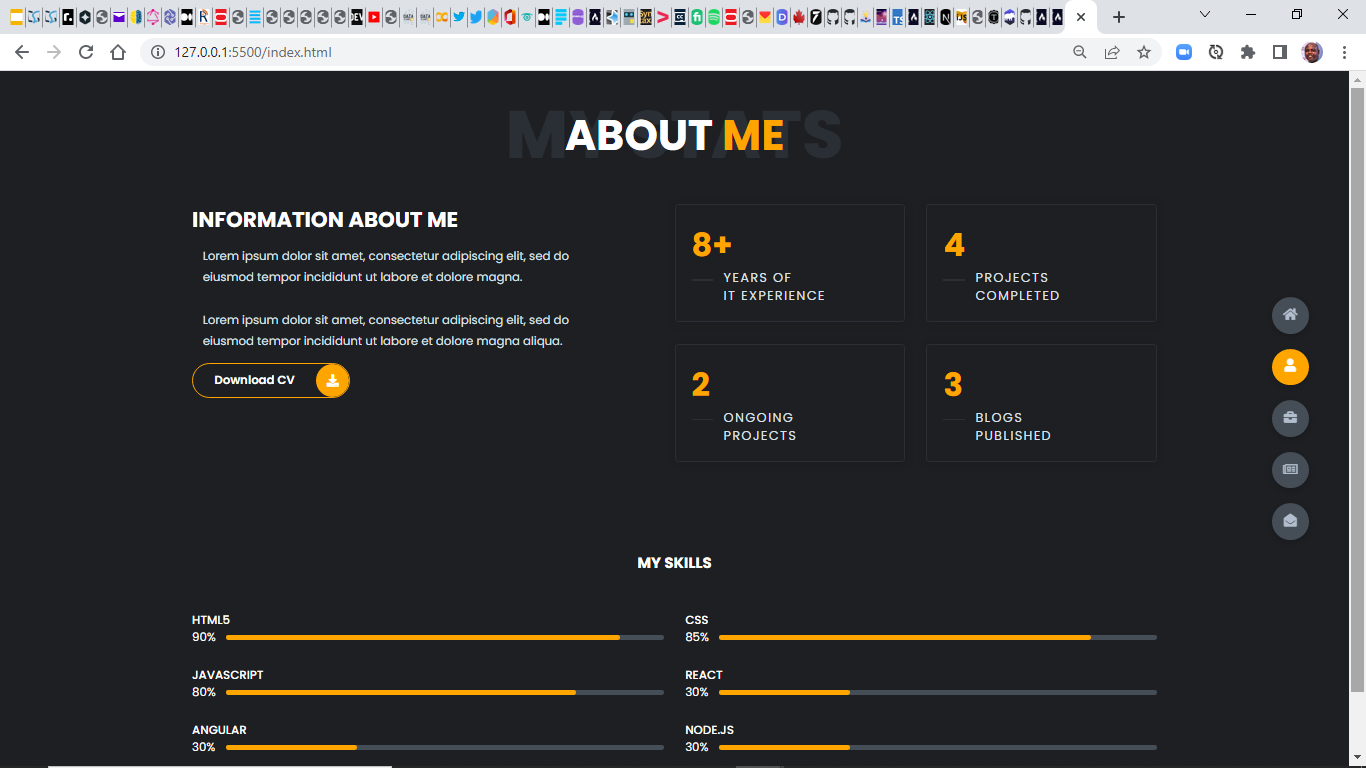 127.0.0.1:5500/index.html
MY STATS
ABOUT ME
INFORMATION ABOUT ME
Lorem ipsum dolor sit amet, consectetur adipiscing elit, sed do
eiusmod tempor incididunt ut labore et dolore magna.
Lorem ipsum dolor sit amet, consectetur adipiscing elit, sed do
eiusmod tempor incididunt ut labore et dolore magna aliqua.
Download CV
8+
YEARS OF
IT EXPERIENCE
4
PROJECTS
COMPLETED
2
ONGOING
PROJECTS
3
BLOGS
PUBLISHED
MY SKILLS
HTML5
90%
CSS
85%
JAVASCRIPT
80%
REACT
30%
ANGULAR
30%
NODE.JS
30%